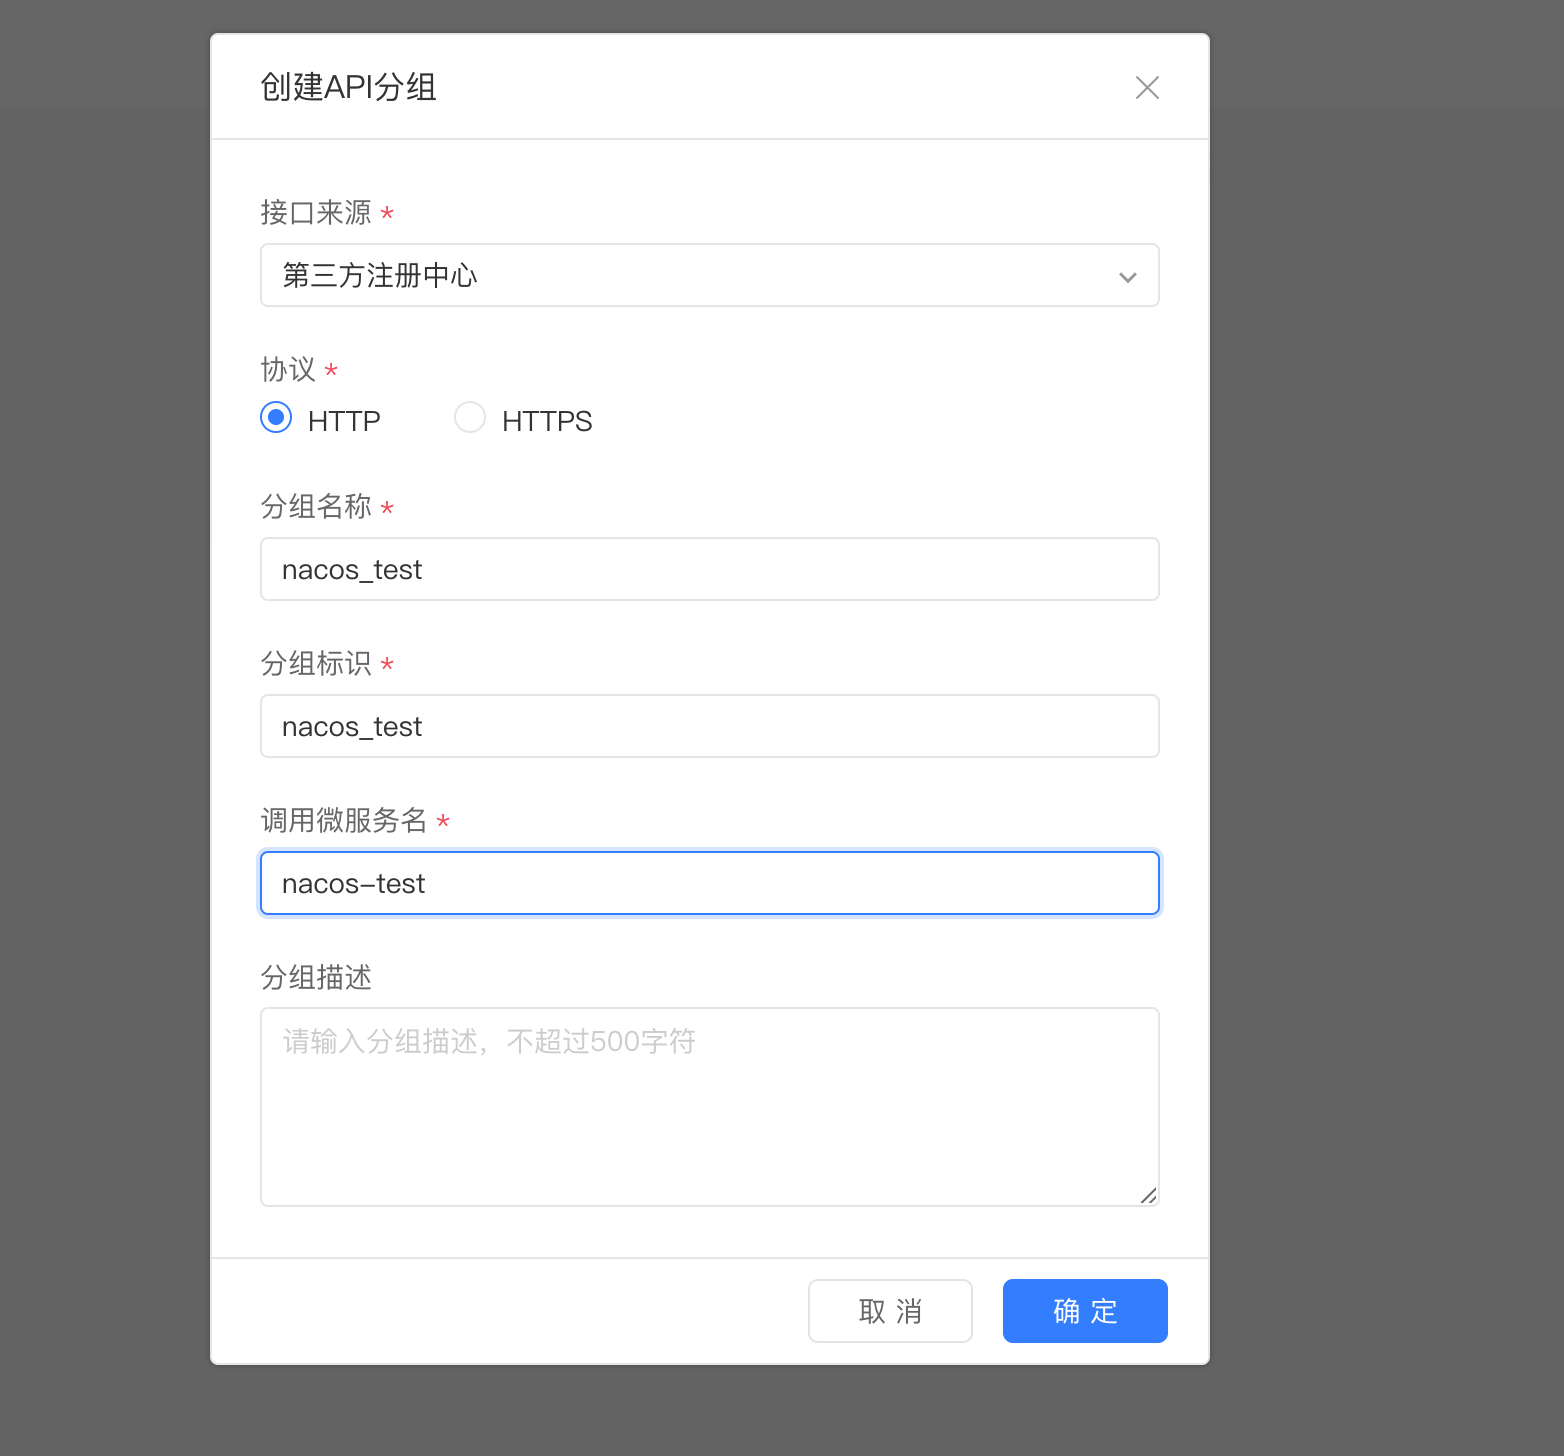 创建API分组
接口来源 *
第三方注册中心
协议 *
HTTP HTTPS
分组名称 *
nacos_test
分组标识 *
nacos_test
调用微服务名 *
nacos-test
分组描述
请输入分组描述，不超过500字符
取 消 确 定